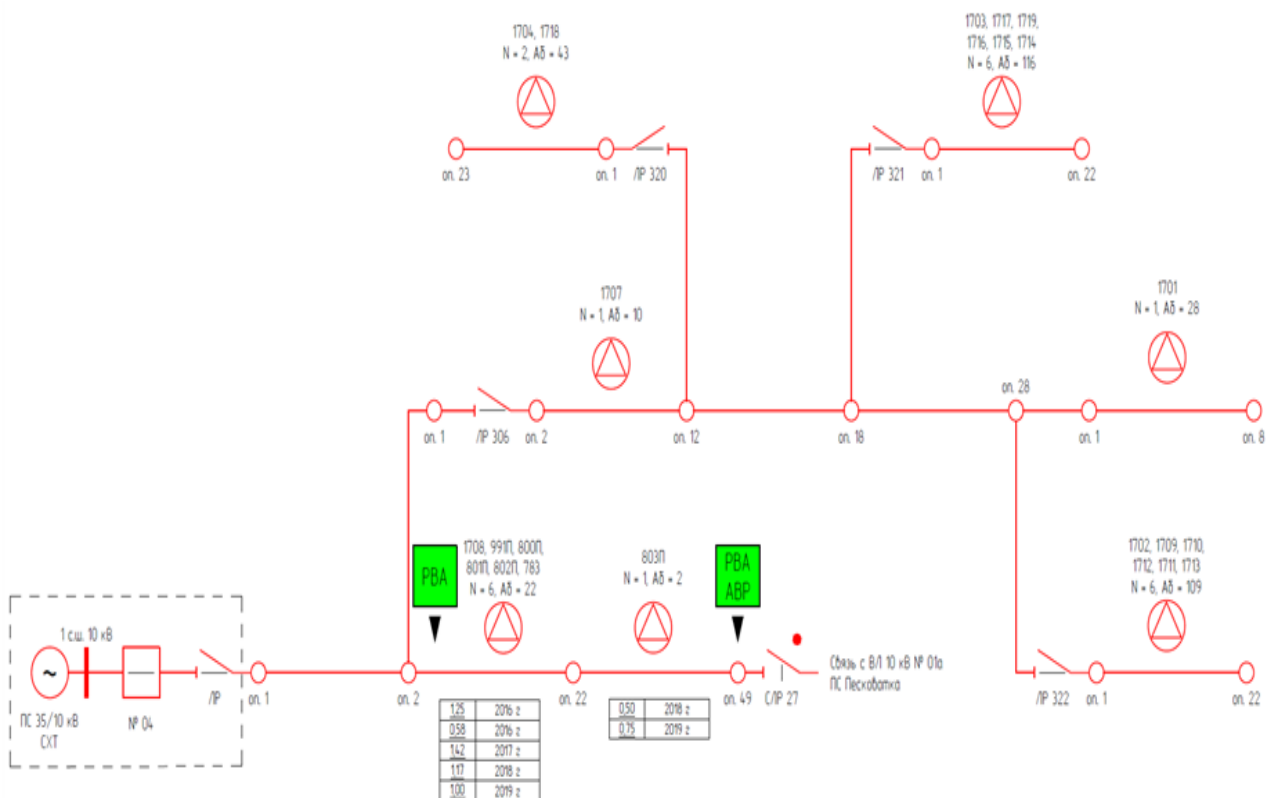 1704, 1718
N = 2, Аб = 43
1703, 1717, 1719,
1716, 1715, 1714
N = 6, Аб = 116
оп. 23
оп. 1
ЛР 320
ЛР 321
оп. 1
оп. 22
1707
N = 1, Аб = 10
1701
N = 1, Аб = 28
оп. 28
оп. 1
ЛР 306
оп. 2
оп. 12
оп. 18
оп. 1
оп. 8
РВА
1708, 991П, 800П,
801П, 802П, 783
N = 6, Аб = 22
803П
N = 1, Аб = 2
РВА
АВР
1702, 1709, 1710,
1712, 1711, 1713
N = 6, Аб = 109
1 с.ш. 10 кВ
~
ПС 35/10 кВ
СХТ
№ 04
ЛР
оп. 1
оп. 2
оп. 22
оп. 49
СЛР 27
Связь с ВЛ 10 кВ № 01а
ПС Песковатка
ЛР 322
оп. 1
оп. 22
1,25 2016 г
0,58 2016 г
1,42 2017 г
1,17 2018 г
1,00 2019 г
0,50 2018 г
0,75 2019 г